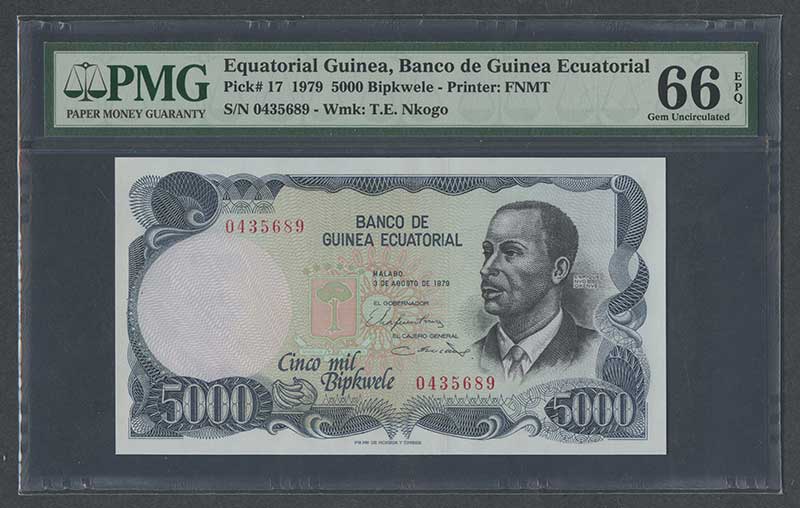 PMG
PAPER MONEY GUARANTY
Equatorial Guinea, Banco de Guinea Ecuatorial
Pick# 17 1979 5000 Bipkwele - Printer: FNMT
S/N 0435689 - Wmk: T.E. Nkogo
66
EPQ
Gem Uncirculated
0435689
BANCO DE
GUINEA ECUATORIAL
MALABO
3 DE AGOSTO DE 1979
EL GOBERNADOR
EL CAJERO GENERAL
Cinco mil
Bipkwele
0435689
5000
5000